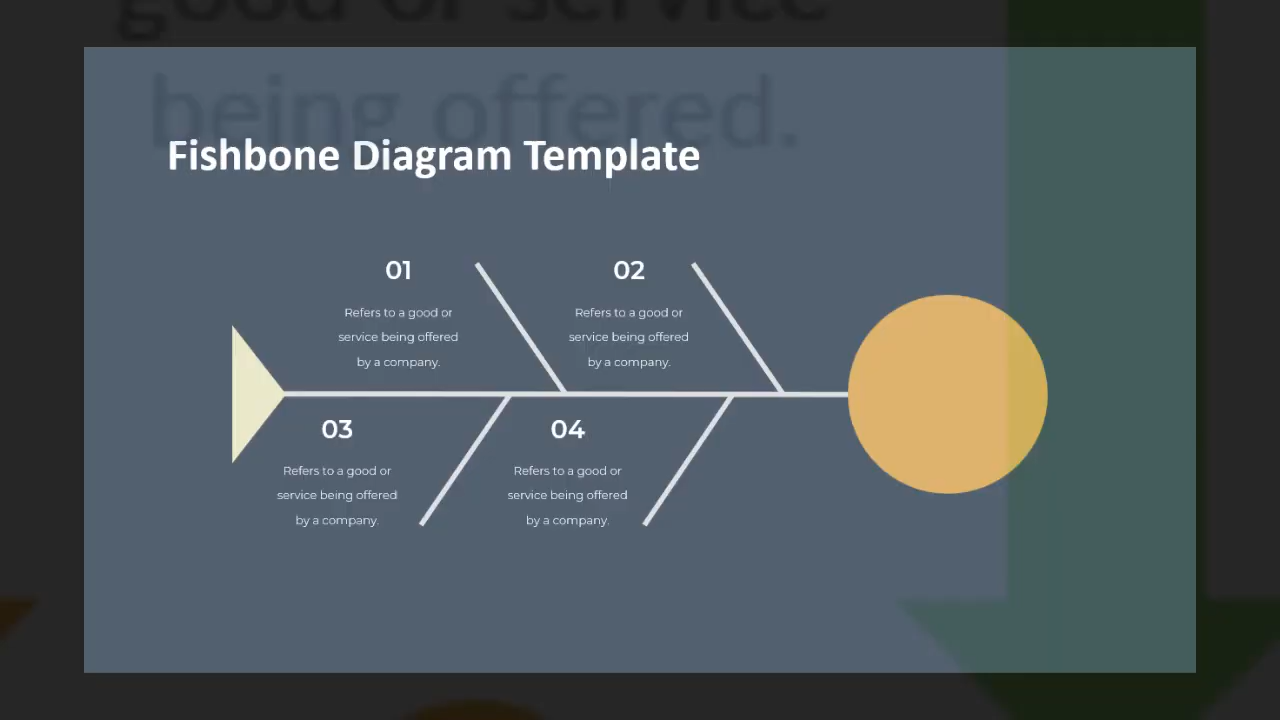 good or service
being offered.
Fishbone Diagram Template
01
Refers to a good or
service being offered
by a company.
02
Refers to a good or
service being offered
by a company.
03
Refers to a good or
service being offered
by a company.
04
Refers to a good or
service being offered
by a company.